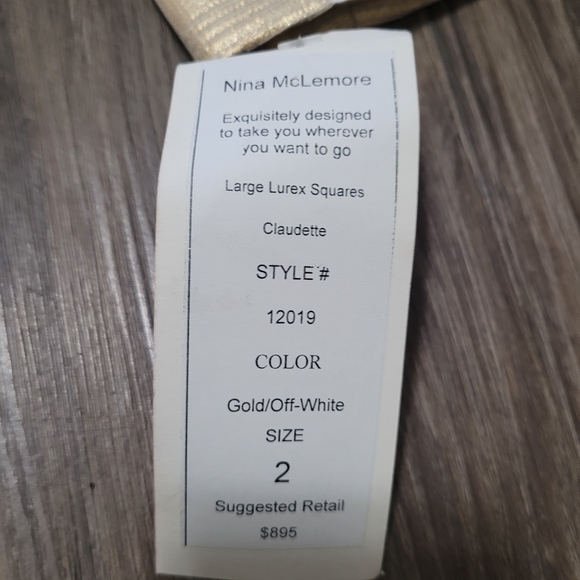 Nina McLemore
Exquisitely designed
to take you wherever
you want to go
Large Lurex Squares
Claudette
STYLE #
12019
COLOR
Gold/Off-White
SIZE
2
Suggested Retail
$895